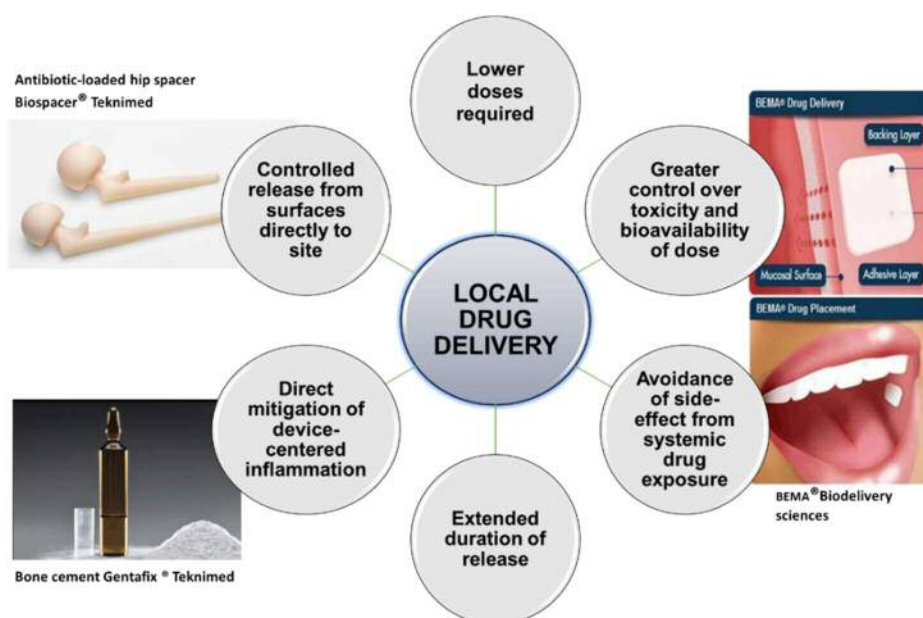 Antibiotic-loaded hip spacer
Biospacer® Teknimed
Lower
doses
required
BEMA® Drug Delivery
Backing Layer
Mucosal Surface
Adhesive Layer
Controlled
release from
surfaces
directly to
site
Greater
control over
toxicity and
bioavailability
of dose
LOCAL
DRUG
DELIVERY
BEMA® Drug Placement
Direct
mitigation of
device-
centered
inflammation
Avoidance
of side-
effect from
systemic
drug
exposure
BEMA®Biodelivery
sciences
Extended
duration of
release
Bone cement Gentafix ® Teknimed